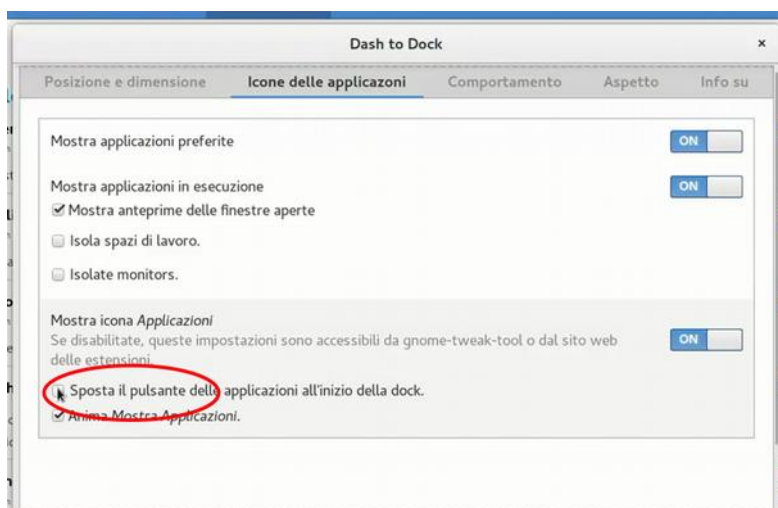 Dash to Dock
Posizione e dimensione Icone delle applicazoni Comportamento Aspetto Info su
Mostra applicazioni preferite ON
Mostra applicazioni in esecuzione ON
Mostra anteprime delle finestre aperte
Isola spazi di lavoro.
Isolate monitors.
Mostra icona Applicazioni
Se disabilitate, queste impostazioni sono accessibili da gnome-tweak-tool o dal sito web ON
delle estensioni.
Sposta il pulsante delle applicazioni all'inizio della dock.
Anima Mostra Applicazioni.